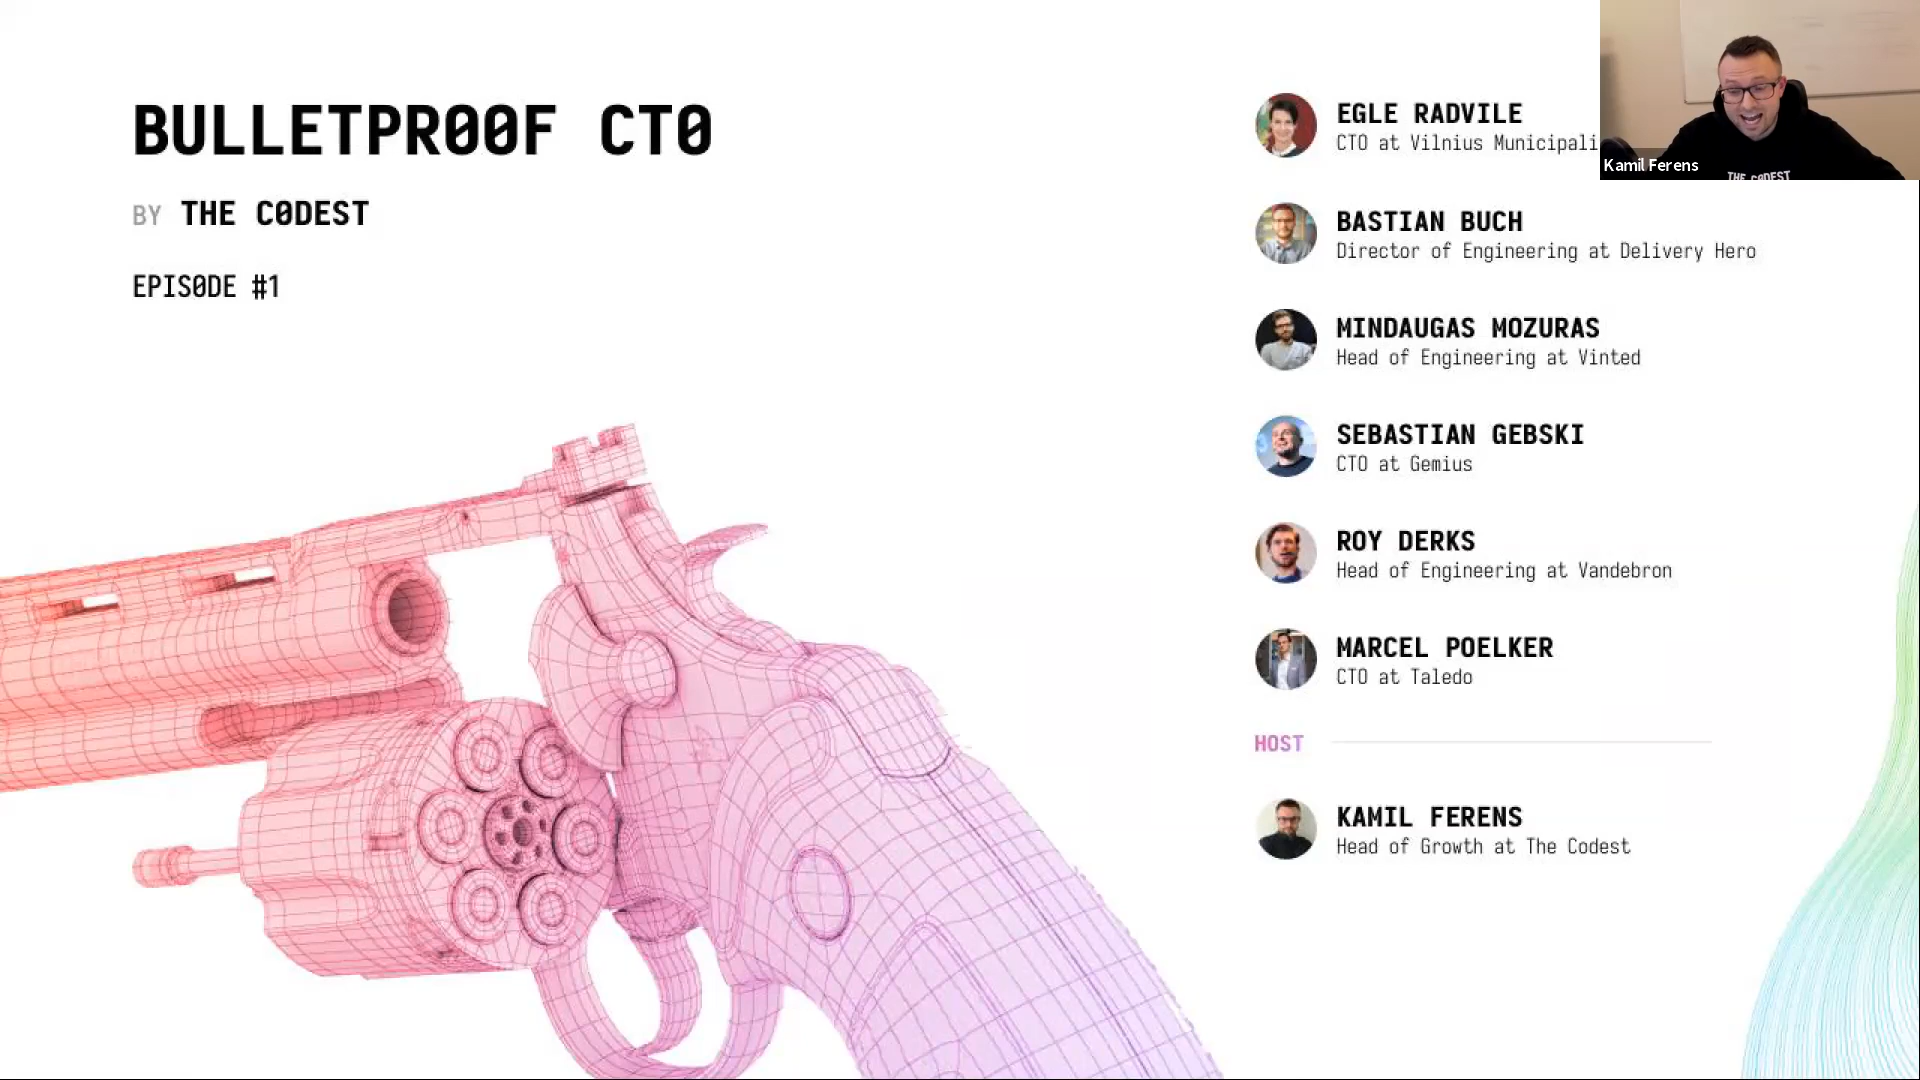 BULLETPR00F CT0
BY THE C0DEST
EPIS0DE #1
EGLE RADVILE
CTO at Vilnius Municipali
BASTIAN BUCH
Director of Engineering at Delivery Hero
MINDAUGAS MOZURAS
Head of Engineering at Vinted
SEBASTIAN GEBSKI
CTO at Gemius
ROY DERKS
Head of Engineering at Vandebron
MARCEL POELKER
CTO at Taledo
HOST
KAMIL FERENS
Head of Growth at The Codest
Kamil Ferens
THE C0DEST